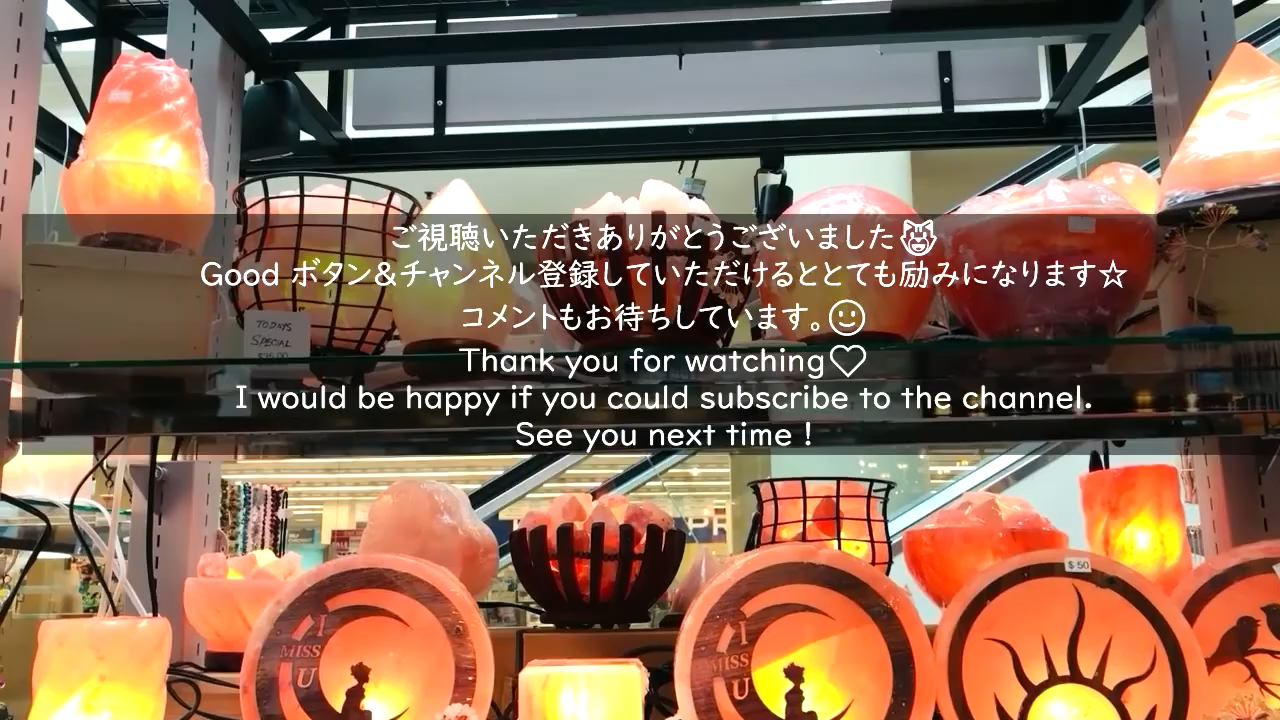 ご視聴いただきありがとうございました😹
Good ボタン&チャンネル登録していただけるととても励みになります☆
コメントもお待ちしています。☺
Thank you for watching♡
I would be happy if you could subscribe to the channel.
See you next time !
TODAYS
SPECIAL
PR
$50
I
MISS
U
I
MISS
U